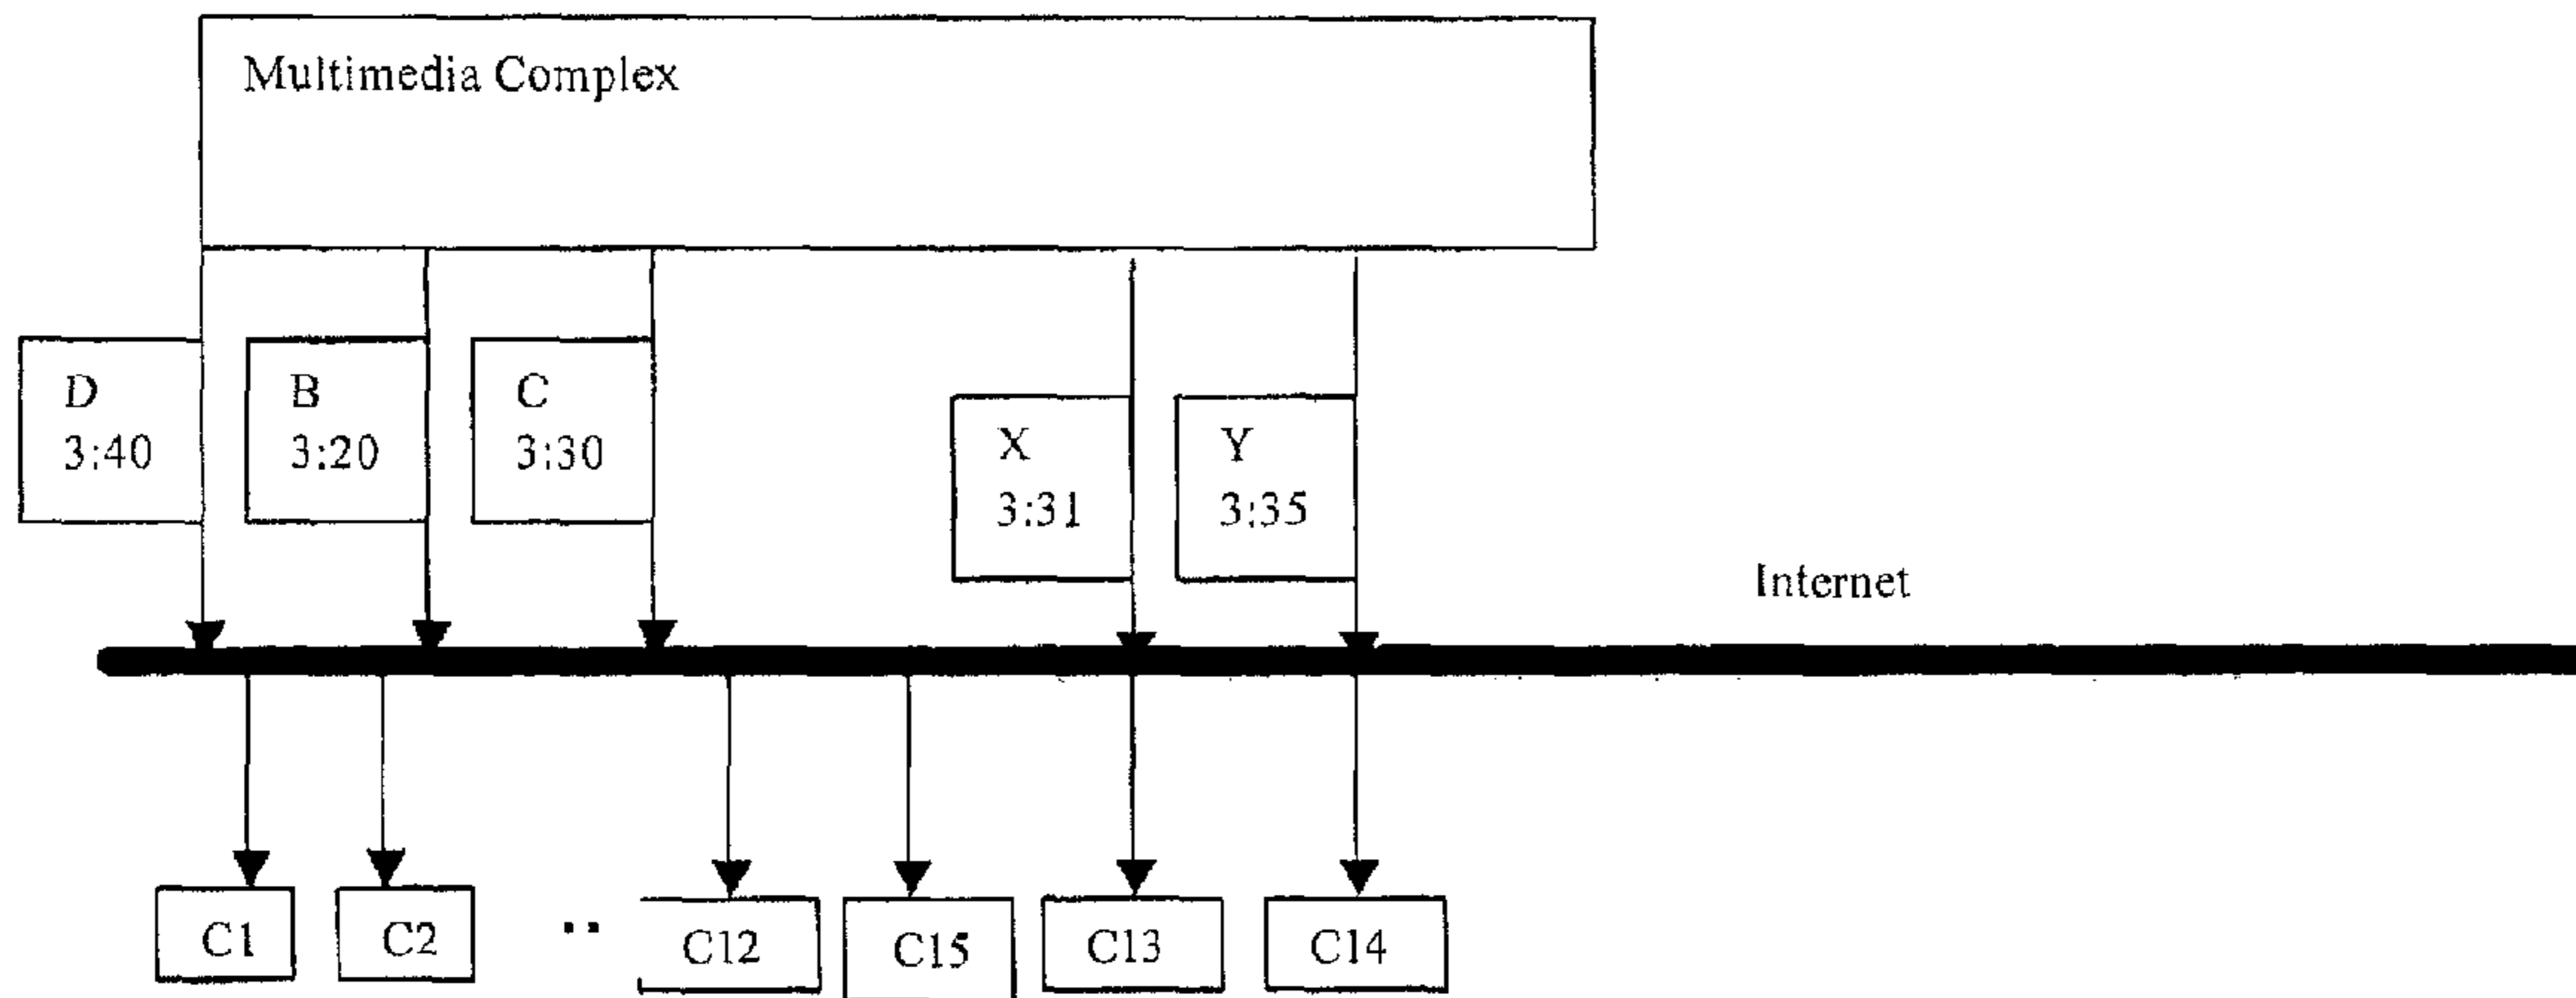 Multimedia Complex
D
3:40
B
3:20
C
3:30
X
3:31
Y
3:35
Internet
C1
C2
..
C12
C15
C13
C14